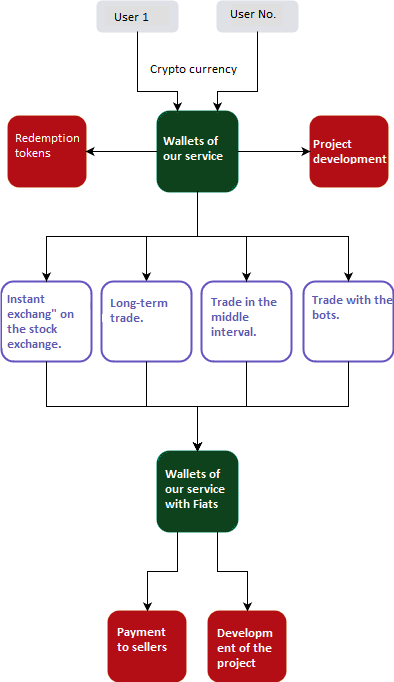 User 1
User No.
Crypto currency
Redemption
tokens
Wallets of
our service
Project
development
Instant
exchang" on
the stock
exchange.
Long-term
trade.
Trade in the
middle
interval.
Trade with the
bots.
Wallets of
our service
with Fiats
Payment
to sellers
Developm
ent of the
project